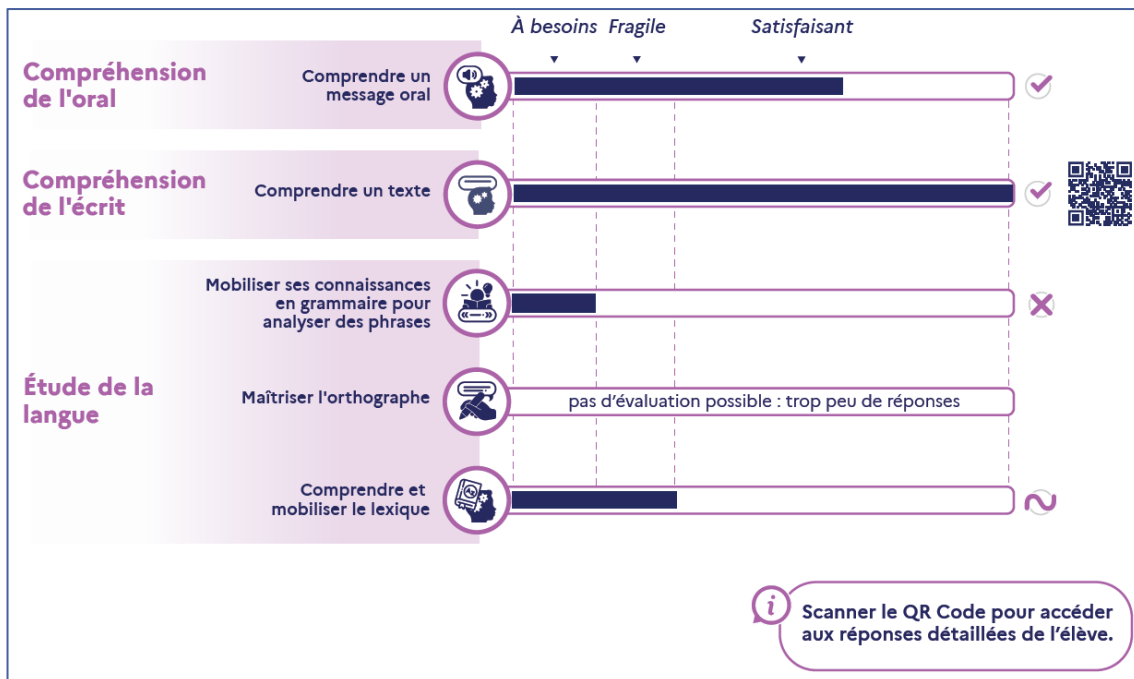 À besoins Fragile Satisfaisant
Compréhension
de l'oral
Comprendre un
message oral
Compréhension
de l'écrit
Comprendre un texte
Étude de la
langue
Mobiliser ses connaissances
en grammaire pour
analyser des phrases
Maîtriser l'orthographe
pas d’évaluation possible : trop peu de réponses
Comprendre et
mobiliser le lexique
i
Scanner le QR Code pour accéder
aux réponses détaillées de l’élève.